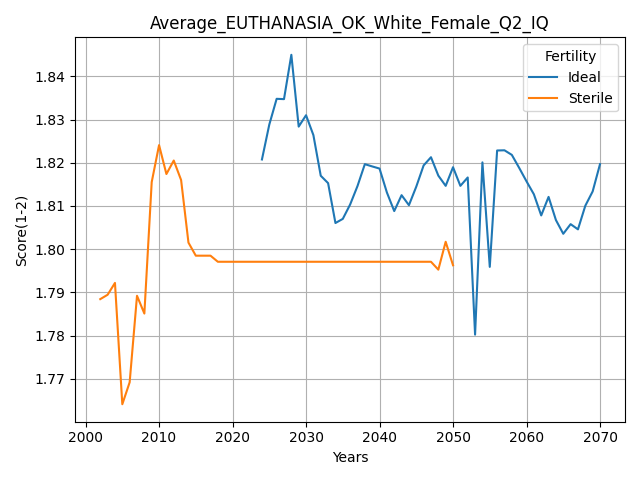 Average_EUTHANASIA_OK_White_Female_Q2_IQ
Fertility
Ideal
Sterile
Score(1-2)
1.84
1.83
1.82
1.81
1.80
1.79
1.78
1.77
2000 2010 2020 2030 2040 2050 2060 2070
Years